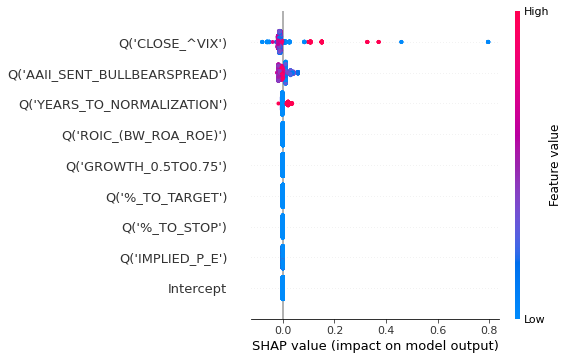 High
Q('CLOSE_^VIX')
Q('AAII_SENT_BULLBEARSPREAD')
Q('YEARS_TO_NORMALIZATION')
Q('ROIC_(BW_ROA_ROE)')
Q('GROWTH_0.5TO0.75')
Q('%_TO_TARGET')
Q('%_TO_STOP')
Q('IMPLIED_P_E')
Intercept
Feature value
Low
0.0 0.2 0.4 0.6 0.8
SHAP value (impact on model output)